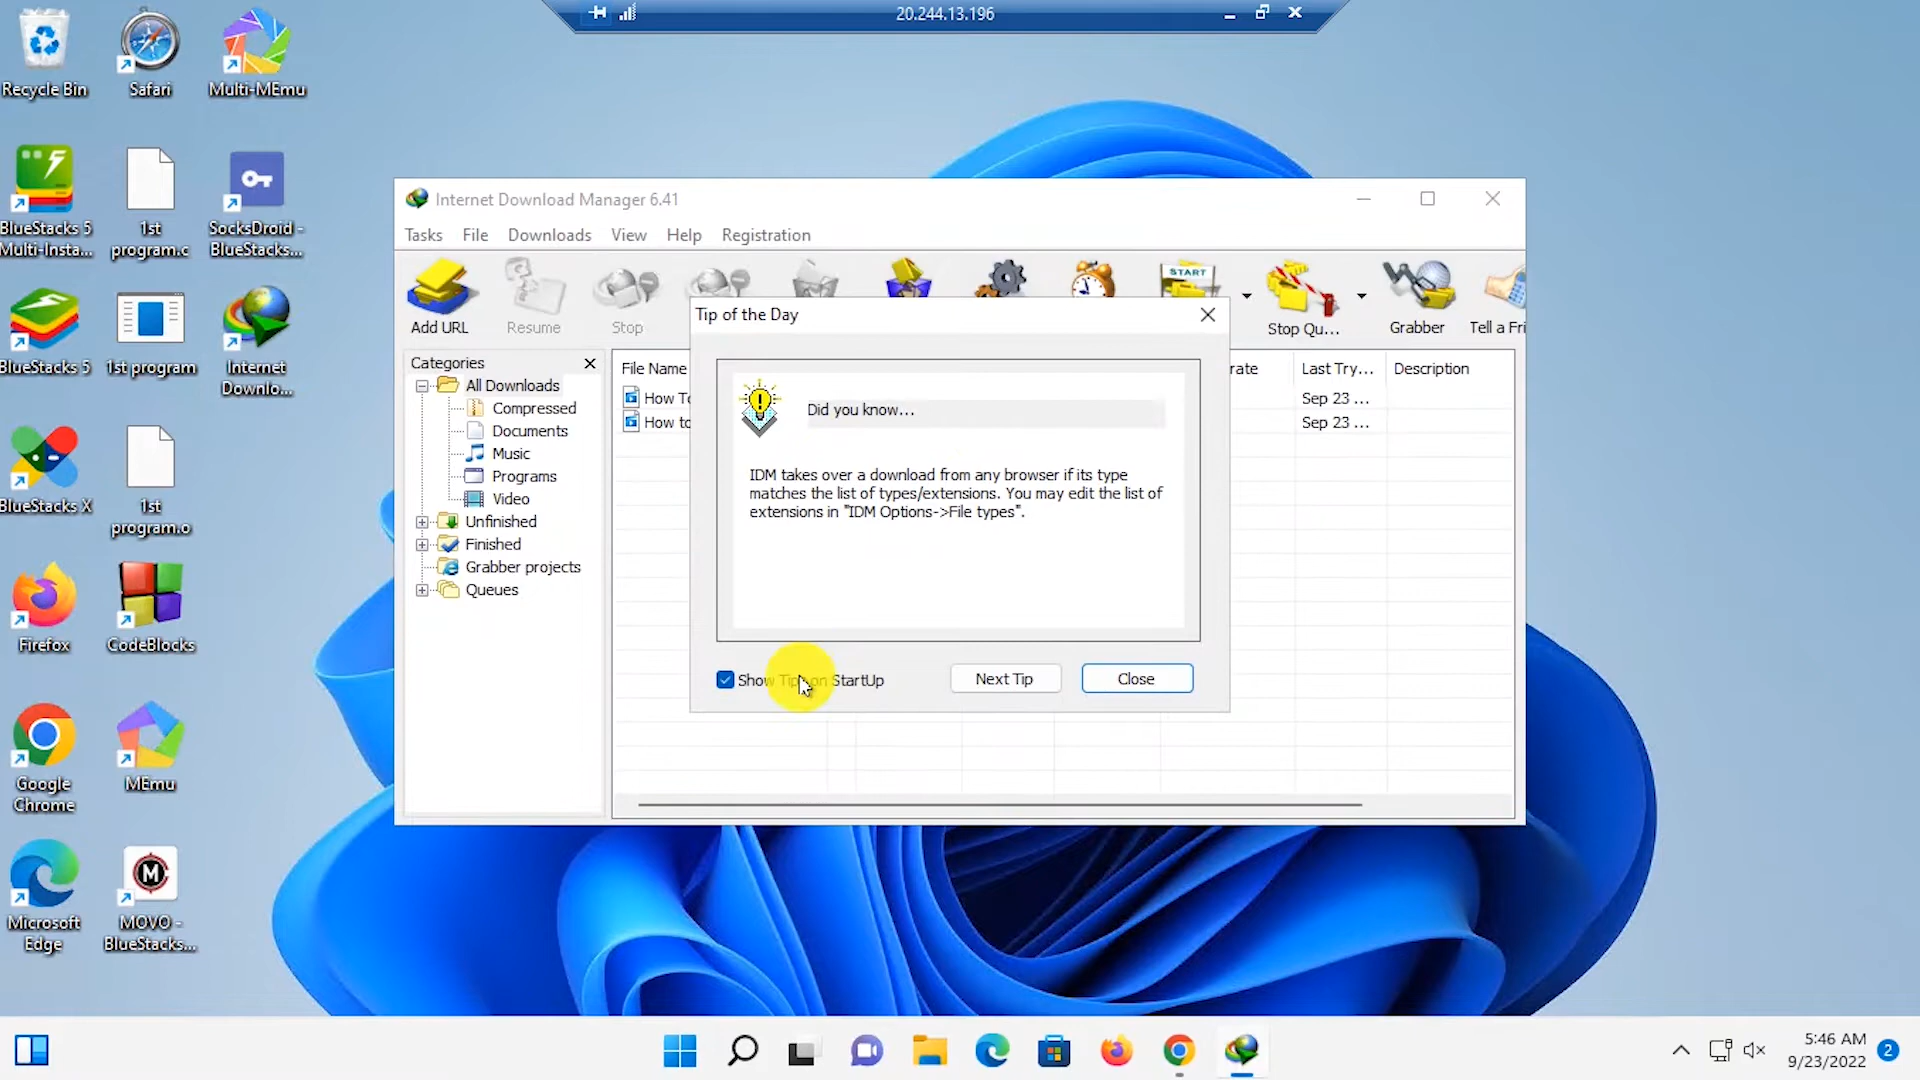 20.244.13.196
Recycle Bin
Safari
Multi-MEmu
BlueStacks 5
Multi-Insta...
1st
program.c
SocksDroid -
BlueStacks...
BlueStacks 5
1st program
Internet
Downlo...
BlueStacks X
1st
program.o
Firefox
CodeBlocks
Google
Chrome
MEmu
Microsoft
Edge
MOVO -
BlueStacks...
Internet Download Manager 6.41
Tasks File Downloads View Help Registration
Add URL
Resume
Stop
START
Stop Qu...
Grabber
Tell a Fri
Categories
All Downloads
Compressed
Documents
Music
Programs
Video
Unfinished
Finished
Grabber projects
Queues
File Name
rate
Last Try...
Description
How To
Sep 23 ...
How to
Sep 23 ...
Tip of the Day
Did you know...
IDM takes over a download from any browser if its type
matches the list of types/extensions. You may edit the list of
extensions in "IDM Options->File types".
Show Tips on StartUp
Next Tip
Close
5:46 AM
9/23/2022
2